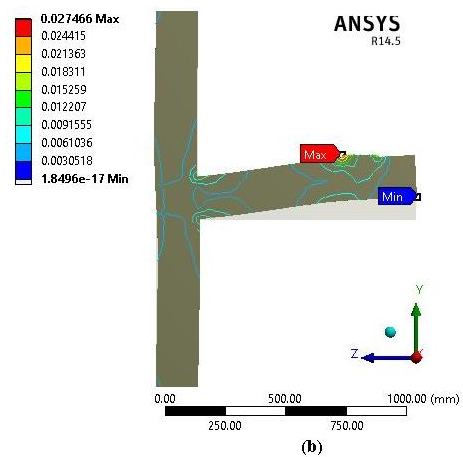 0.027466 Max
0.024415
0.021363
0.018311
0.015259
0.012207
0.0091555
0.0061036
0.0030518
1.8496e-17 Min
ANSYS
R14.5
Max
Min
Y
Z
0.00 500.00 1000.00 (mm)
250.00 750.00
(b)